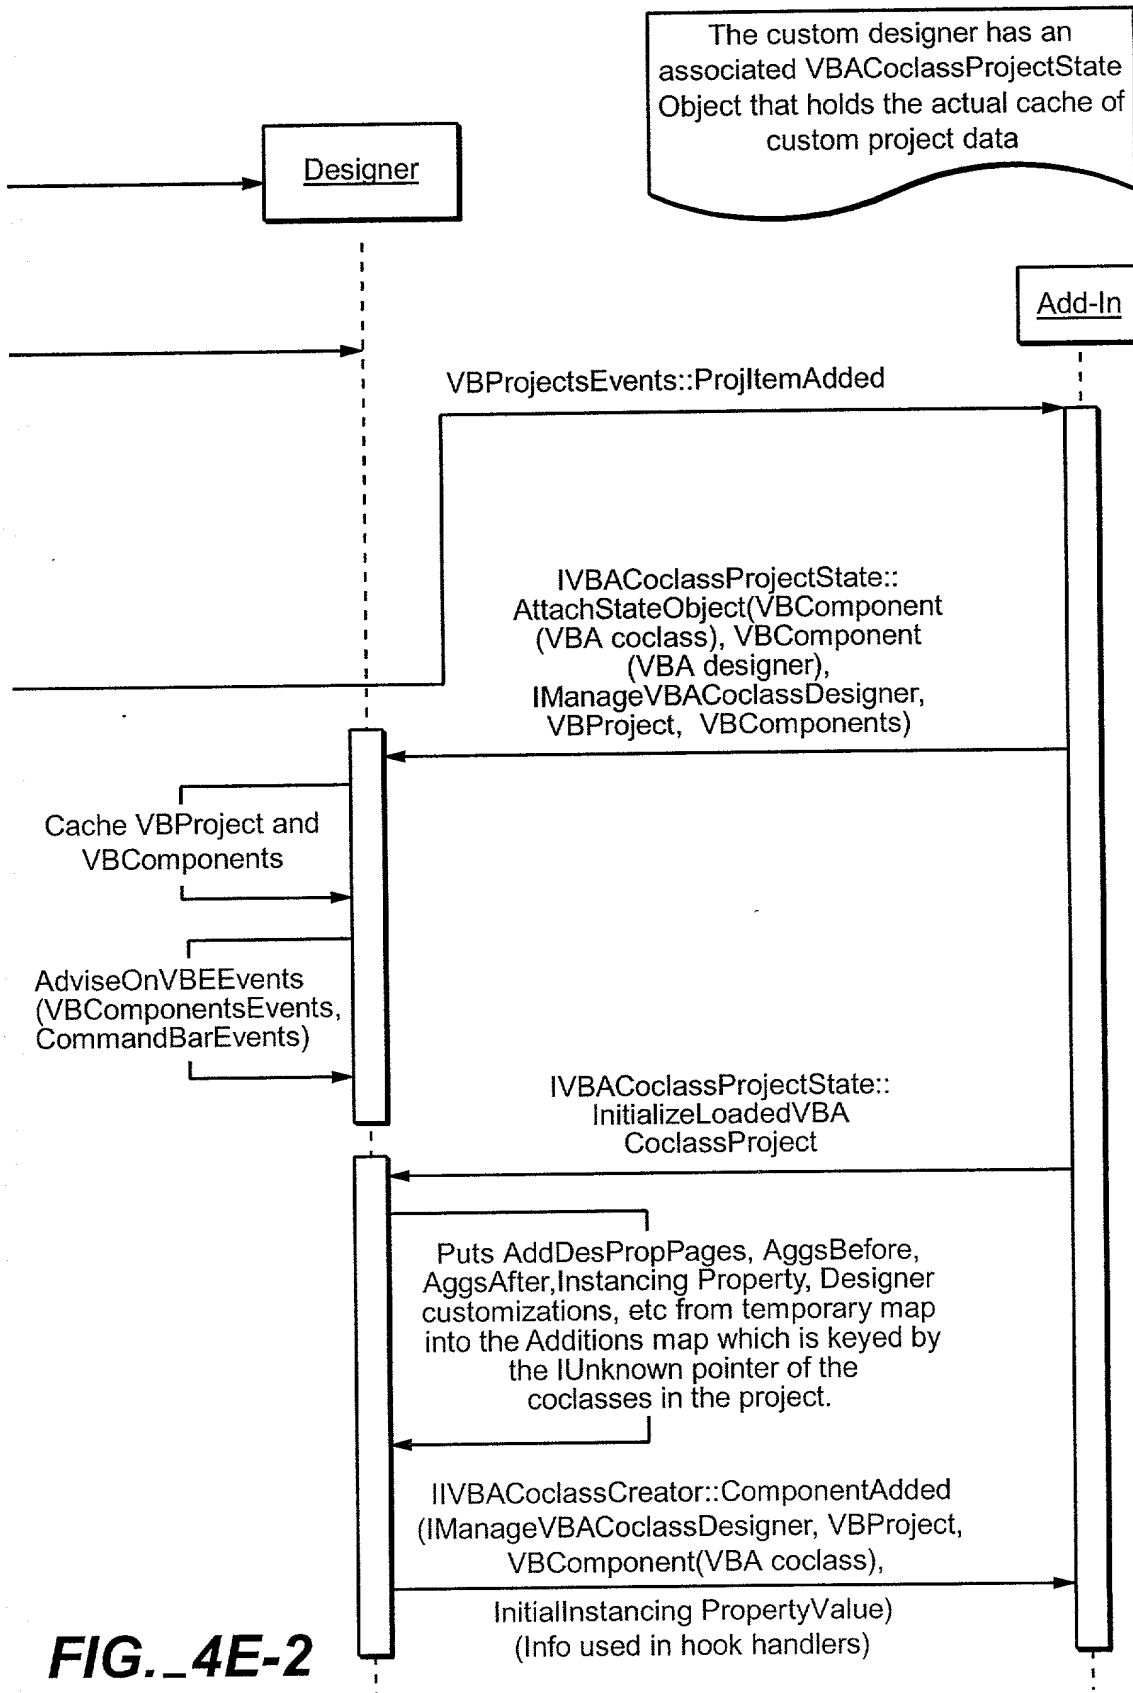 The custom designer has an
associated VBACoclassProjectState
Object that holds the actual cache of
custom project data
Designer
Add-In
VBProjectsEvents::ProjItemAdded
IVBACoclassProjectState::
AttachStateObject(VBComponent
(VBA coclass), VBComponent
(VBA designer),
IManageVBACoclassDesigner,
VBProject, VBComponents)
Cache VBProject and
VBComponents
AdviseOnVBEEvents
(VBComponentsEvents,
CommandBarEvents)
IVBACoclassProjectState::
InitializeLoadedVBA
CoclassProject
Puts AddDesPropPages, AggsBefore,
AggsAfter,Instancing Property, Designer
customizations, etc from temporary map
into the Additions map which is keyed by
the IUnknown pointer of the
coclasses in the project.
IIVBACoclassCreator::ComponentAdded
(IManageVBACoclassDesigner, VBProject,
VBComponent(VBA coclass),
InitialInstancing PropertyValue)
(Info used in hook handlers)
FIG._4E-2